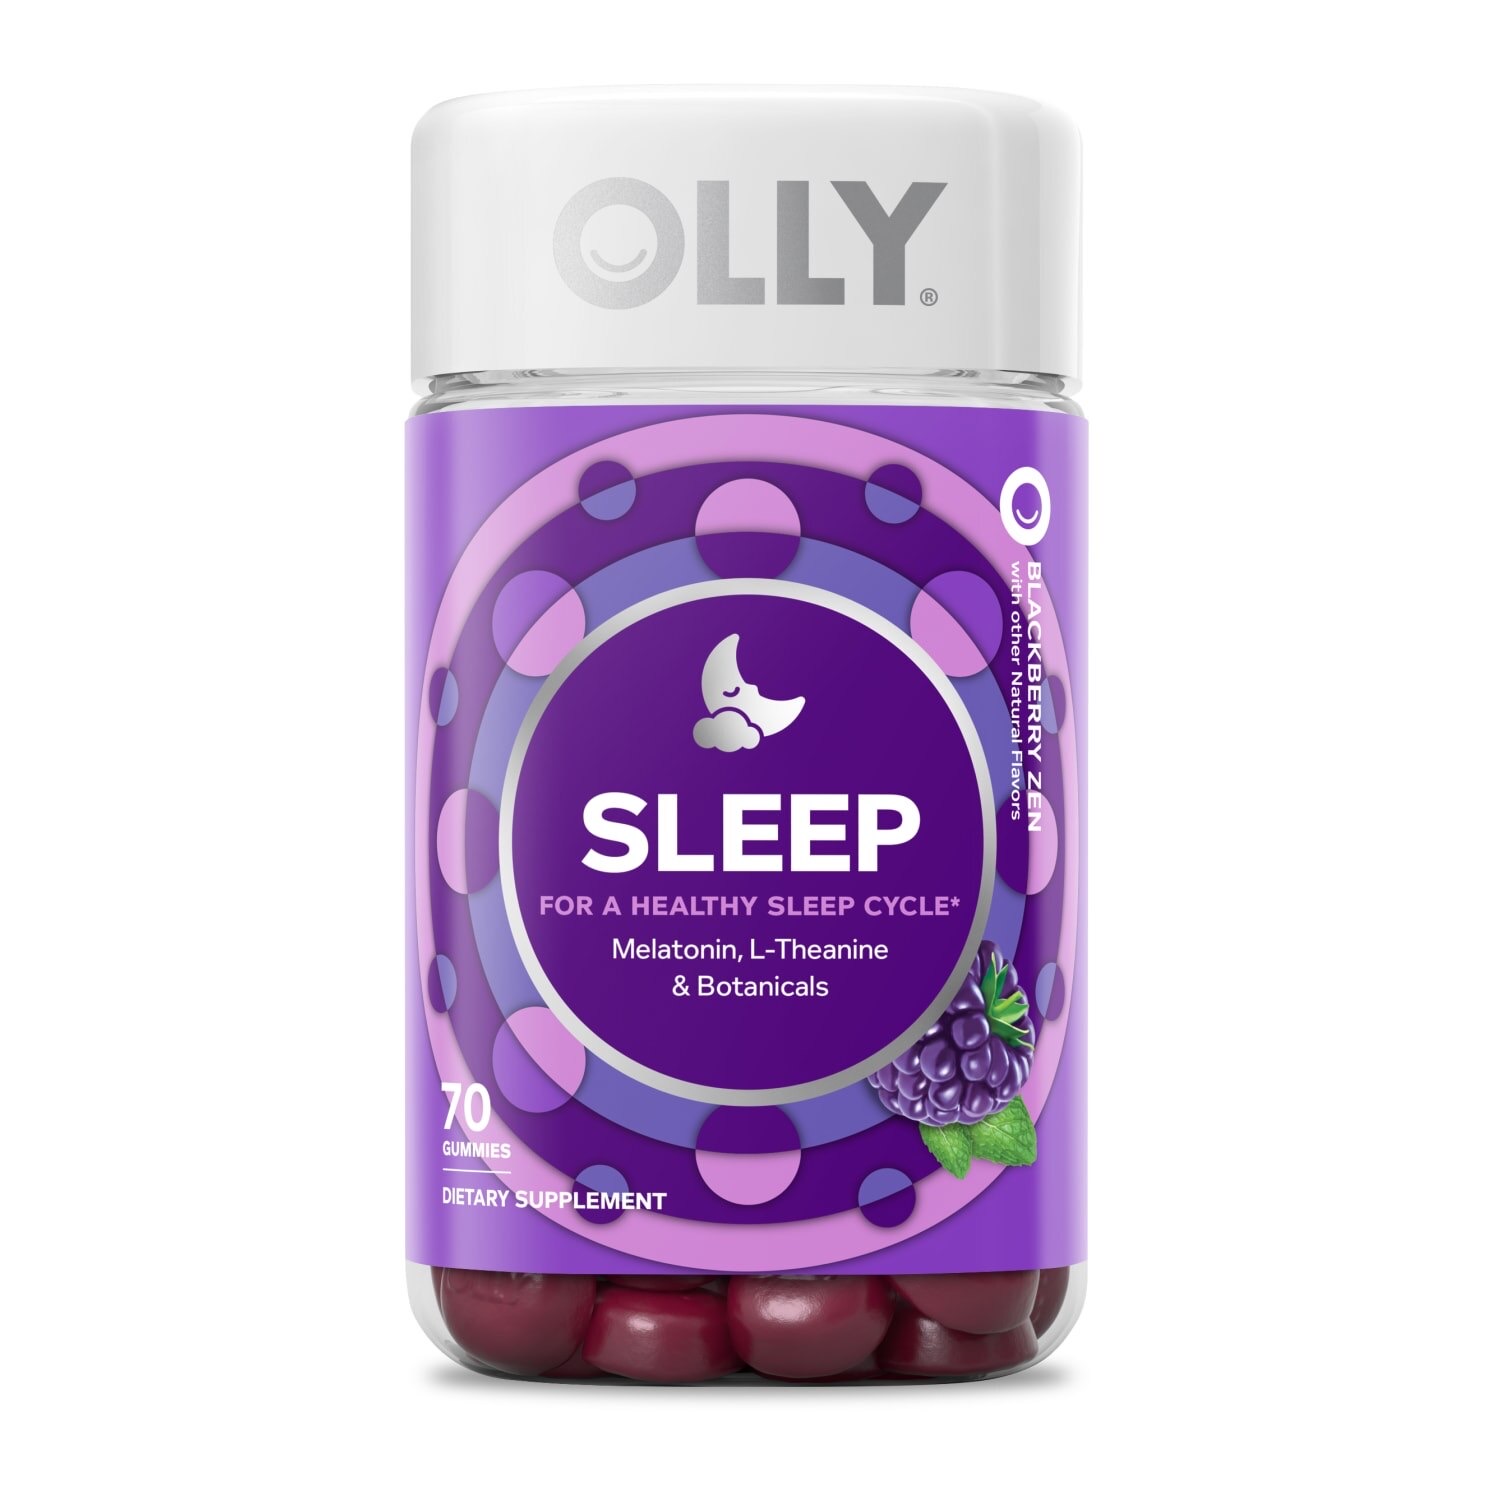 OLLY®
BLACKBERRY ZEN
with other Natural Flavors
SLEEP
FOR A HEALTHY SLEEP CYCLE*
Melatonin, L-Theanine
& Botanicals
70
GUMMIES
DIETARY SUPPLEMENT